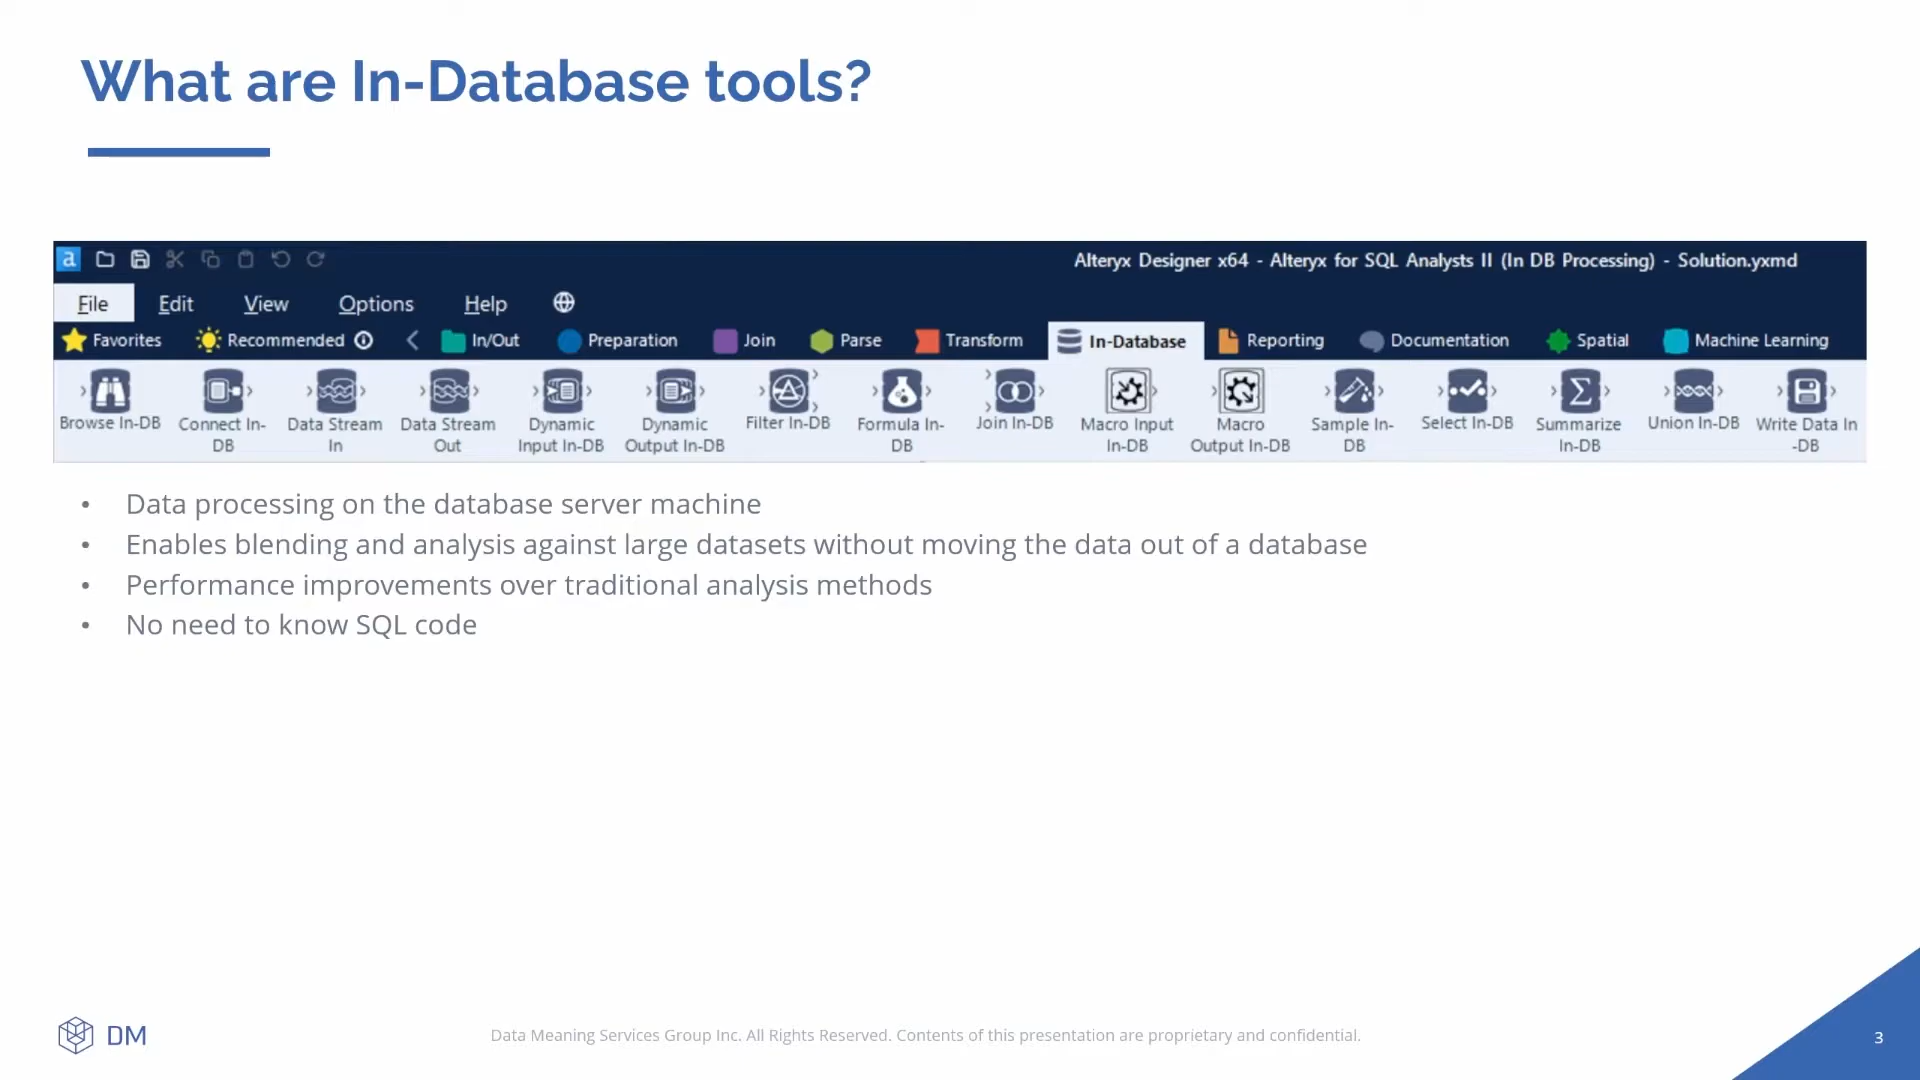 What are In-Database tools?
a
Alteryx Designer x64 - Alteryx for SQL Analysts II (In DB Processing) - Solution.yxmd
File Edit View Options Help
Favorites Recommended In/Out Preparation Join Parse Transform In-Database Reporting Documentation Spatial Machine Learning
Browse In-DB Connect In- Data Stream Data Stream Dynamic Dynamic Filter In-DB Formula In- Join In-DB Macro Input Macro Sample In- Select In-DB Summarize Union In-DB Write Data In
DB In Out Input In-DB Output In-DB DB In-DB Output In-DB DB In-DB -DB
• Data processing on the database server machine
• Enables blending and analysis against large datasets without moving the data out of a database
• Performance improvements over traditional analysis methods
• No need to know SQL code
DM
Data Meaning Services Group Inc. All Rights Reserved. Contents of this presentation are proprietary and confidential.
3